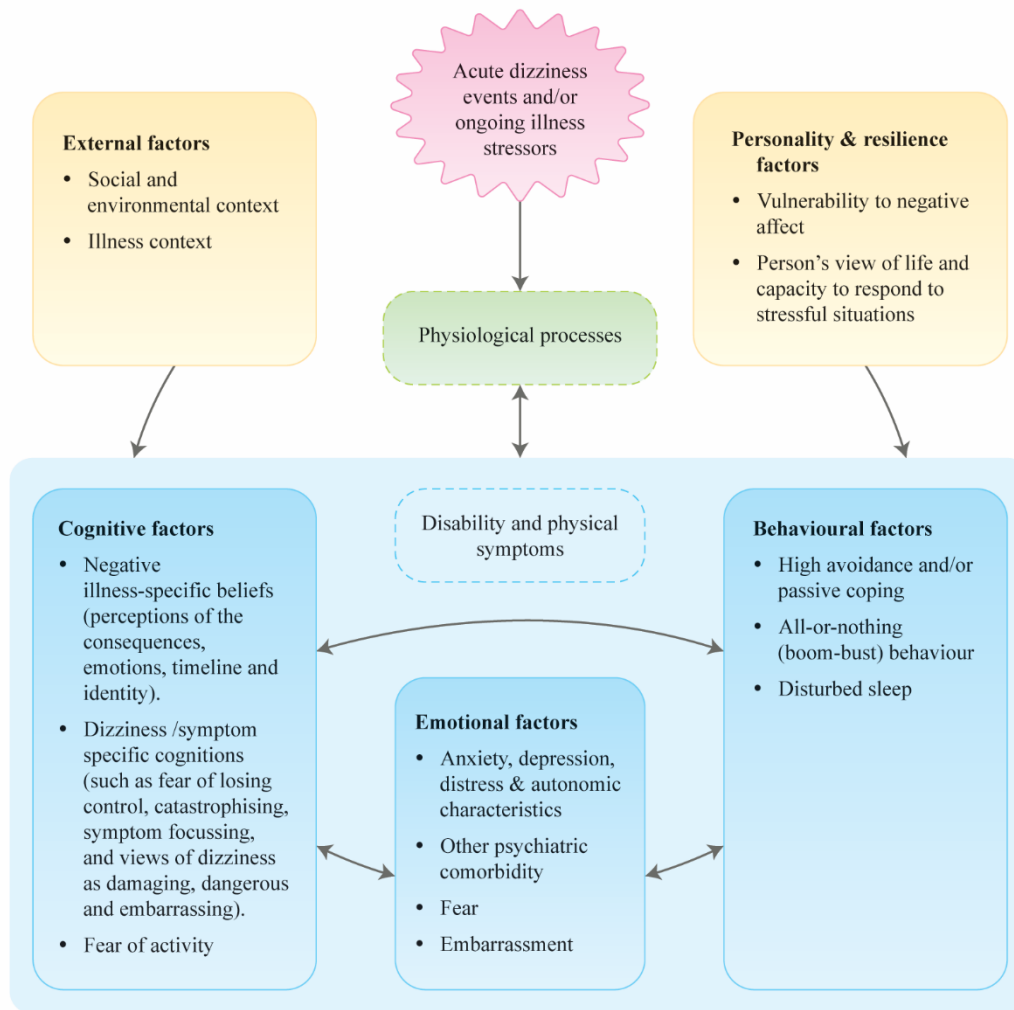 Acute dizziness
events and/or
ongoing illness
stressors
External factors
• Social and
environmental context
• Illness context
Personality & resilience
factors
• Vulnerability to negative
affect
• Person’s view of life and
capacity to respond to
stressful situations
Physiological processes
Cognitive factors
• Negative
illness-specific beliefs
(perceptions of the
consequences,
emotions, timeline and
identity).
• Dizziness /symptom
specific cognitions
(such as fear of losing
control, catastrophising,
symptom focussing,
and views of dizziness
as damaging, dangerous
and embarrassing).
• Fear of activity
Disability and physical
symptoms
Emotional factors
• Anxiety, depression,
distress & autonomic
characteristics
• Other psychiatric
comorbidity
• Fear
• Embarrassment
Behavioural factors
• High avoidance and/or
passive coping
• All-or-nothing
(boom-bust) behaviour
• Disturbed sleep